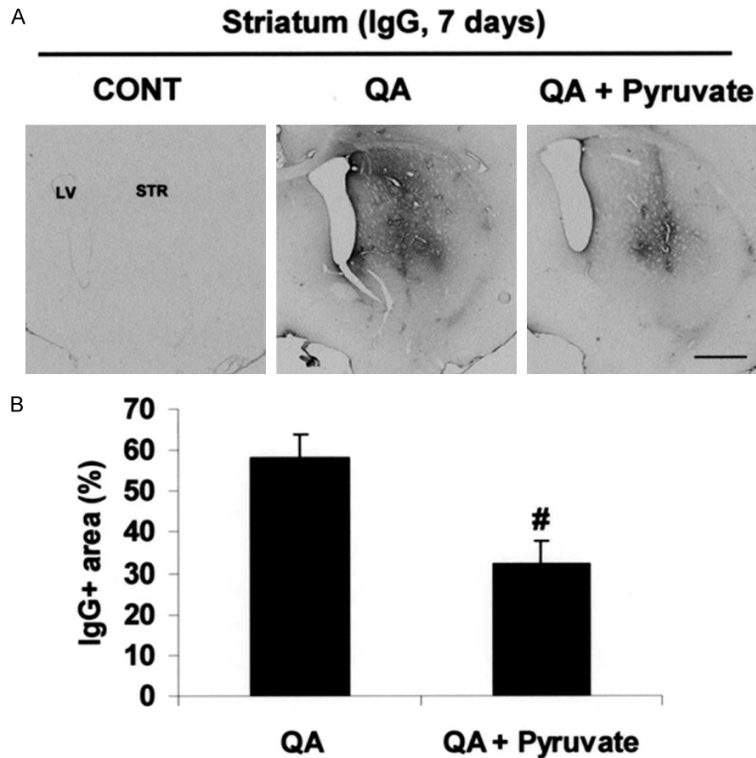 A
Striatum (IgG, 7 days)
CONT QA QA + Pyruvate
LV STR
B
IgG+ area (%)
70
60
50
40
30
20
10
0
#
QA QA + Pyruvate